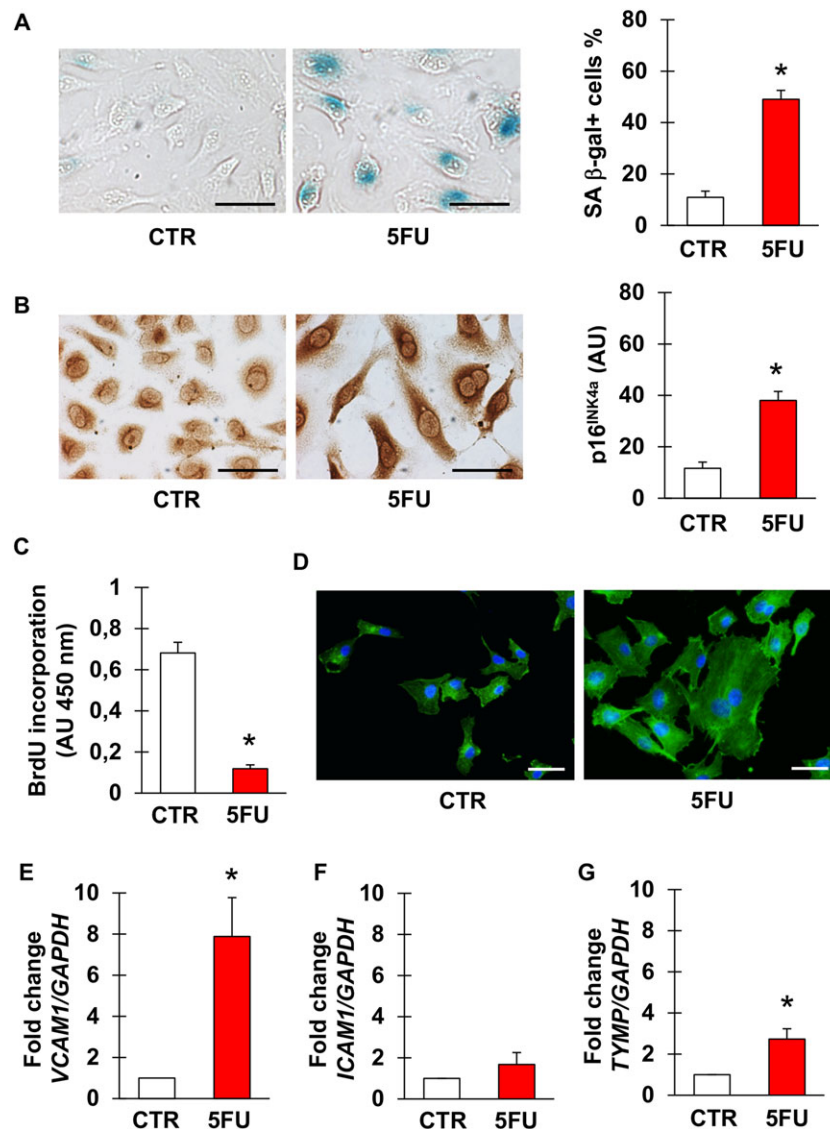 A
CTR
5FU
SA β-gal+ cells %
80
60
40
20
0
*
CTR
5FU
B
CTR
5FU
p16INK4a (AU)
80
60
40
20
0
*
CTR
5FU
C
BrdU incorporation
(AU 450 nm)
1
0,8
0,6
0,4
0,2
0
*
CTR
5FU
D
CTR
5FU
E
Fold change
VCAM1/GAPDH
10
8
6
4
2
0
*
CTR
5FU
F
Fold change
ICAM1/GAPDH
10
8
6
4
2
0
CTR
5FU
G
Fold change
TYMP/GAPDH
10
8
6
4
2
0
*
CTR
5FU